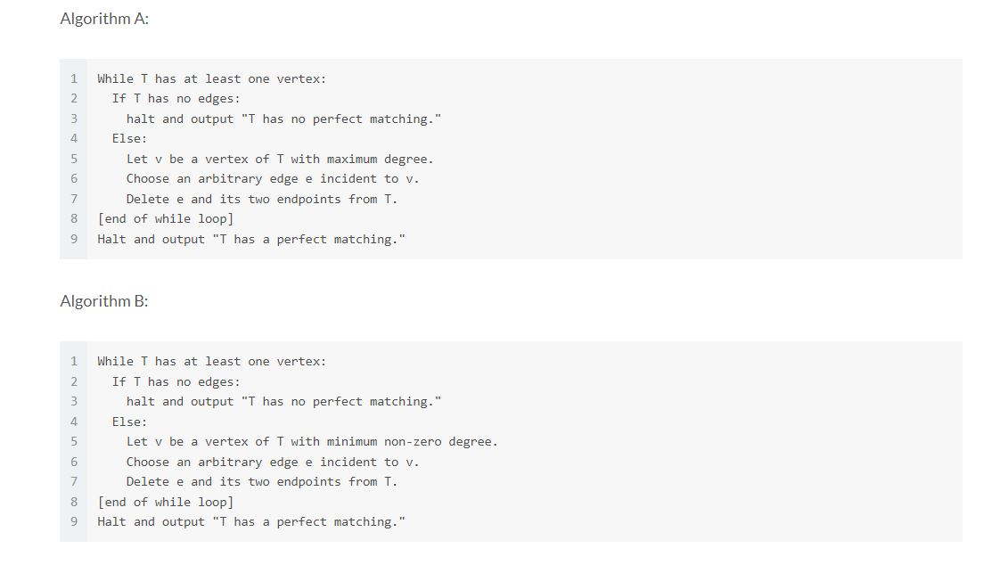 Algorithm A:
1 While T has at least one vertex:
2   If T has no edges:
3     halt and output "T has no perfect matching."
4   Else:
5     Let v be a vertex of T with maximum degree.
6     Choose an arbitrary edge e incident to v.
7     Delete e and its two endpoints from T.
8 [end of while loop]
9 Halt and output "T has a perfect matching."
Algorithm B:
1 While T has at least one vertex:
2   If T has no edges:
3     halt and output "T has no perfect matching."
4   Else:
5     Let v be a vertex of T with minimum non-zero degree.
6     Choose an arbitrary edge e incident to v.
7     Delete e and its two endpoints from T.
8 [end of while loop]
9 Halt and output "T has a perfect matching."